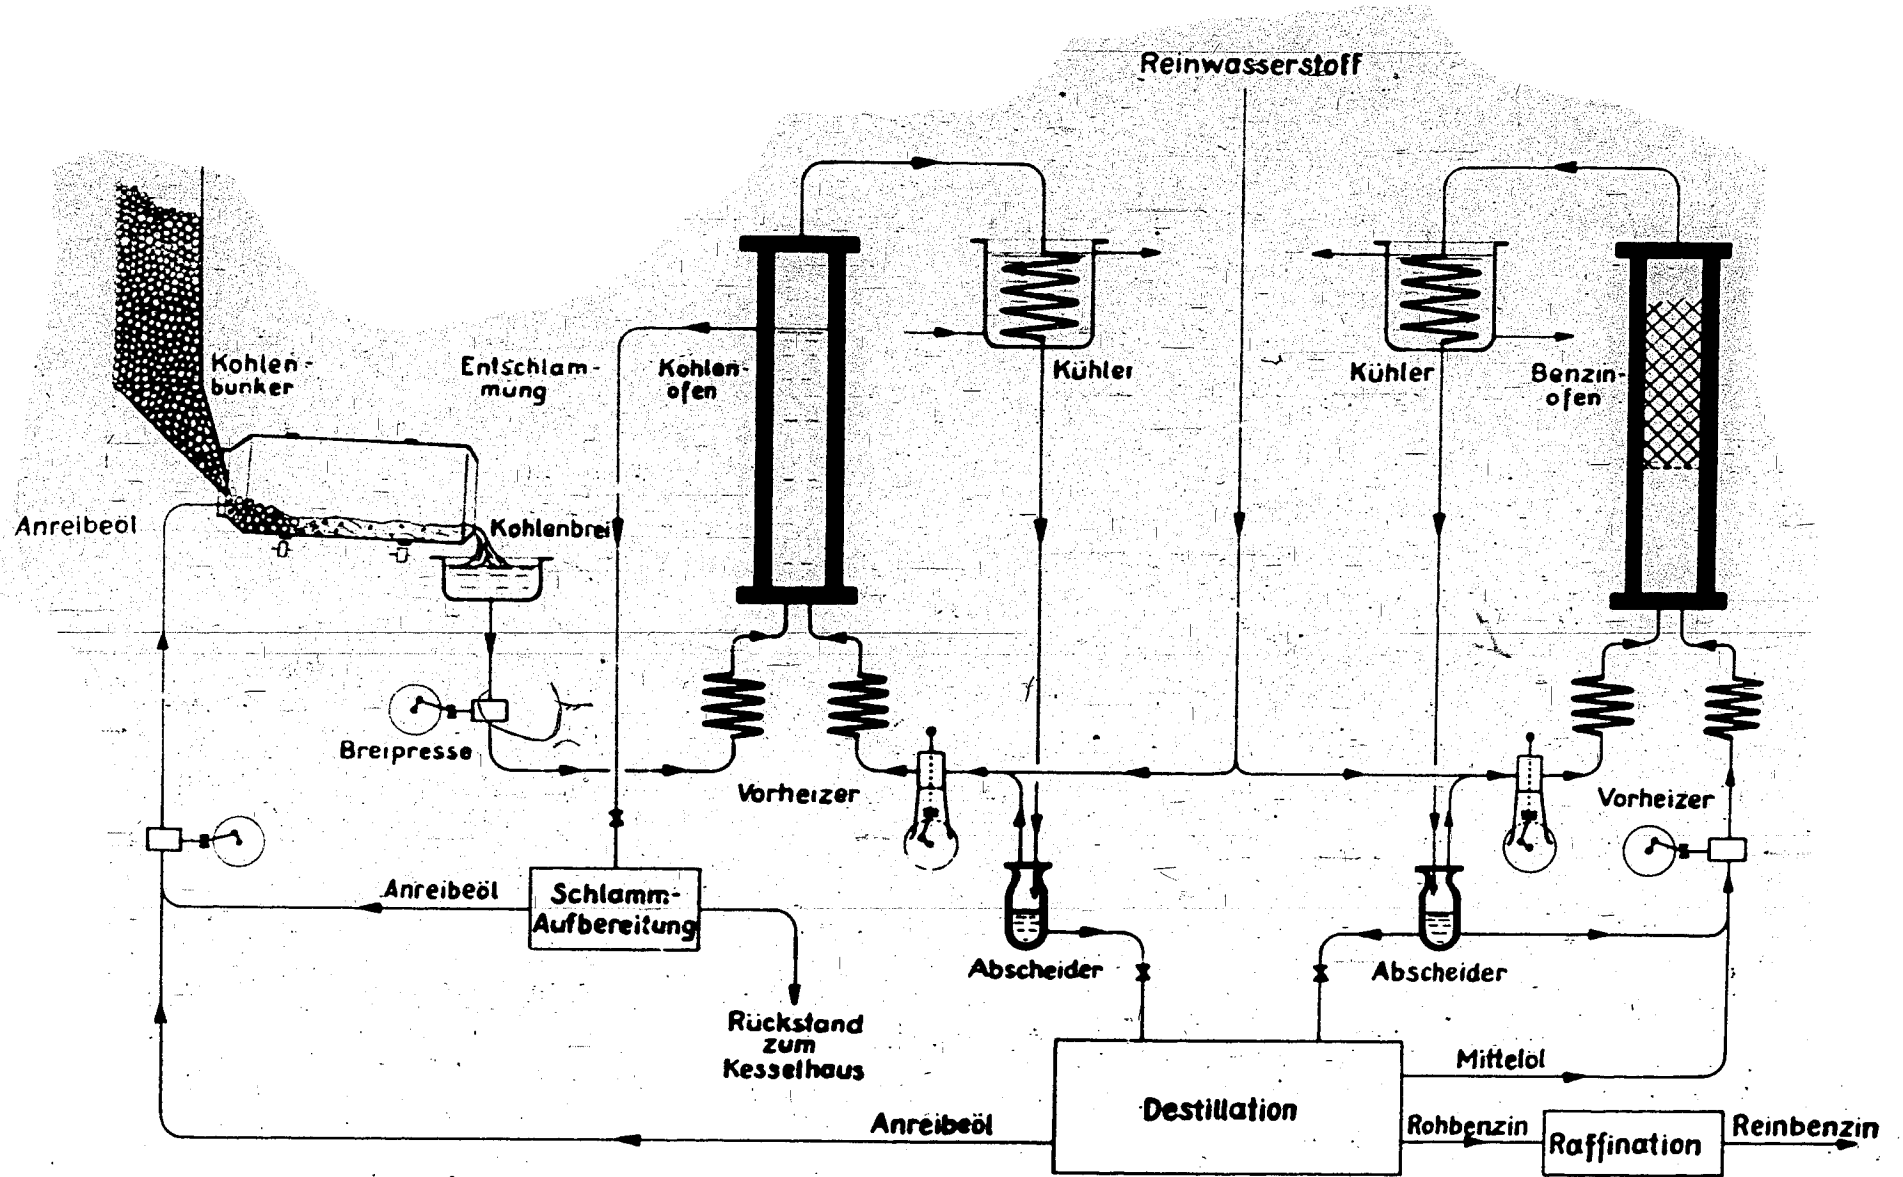 Reinwasserstoff
Kohlen-
bunker
Entschlam-
mung
Kohlen-
ofen
Kühler
Kühler
Benzin-
ofen
Anreibeöl
Kohlenbrei
Breipresse
Vorheizer
Vorheizer
Anreibeöl
Schlamm-
Aufbereitung
Abscheider
Abscheider
Rückstand
zum
Kesselhaus
Mittelöl
Anreibeöl
Destillation
Rohbenzin
Raffination
Reinbenzin